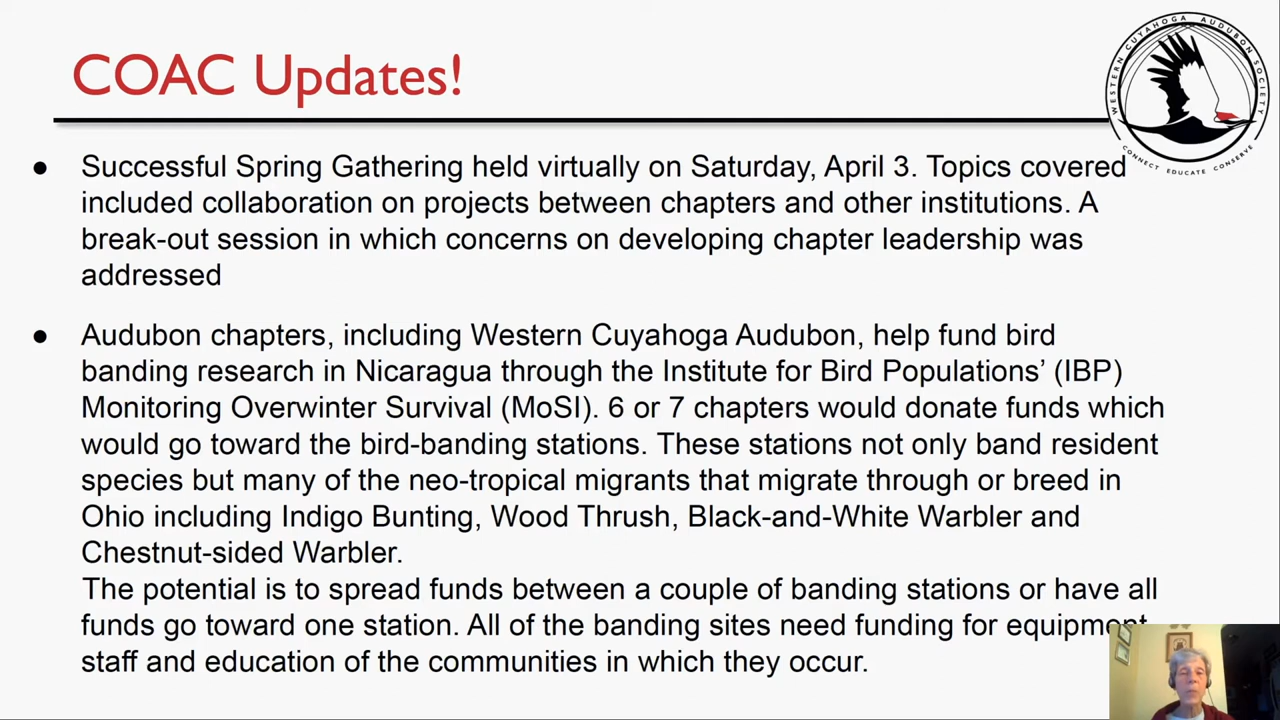 COAC Updates!
WESTERN CUYAHOGA AUDUBON SOCIETY
CONNECT EDUCATE CONSERVE
● Successful Spring Gathering held virtually on Saturday, April 3. Topics covered
included collaboration on projects between chapters and other institutions. A
break-out session in which concerns on developing chapter leadership was
addressed
● Audubon chapters, including Western Cuyahoga Audubon, help fund bird
banding research in Nicaragua through the Institute for Bird Populations’ (IBP)
Monitoring Overwinter Survival (MoSI). 6 or 7 chapters would donate funds which
would go toward the bird-banding stations. These stations not only band resident
species but many of the neo-tropical migrants that migrate through or breed in
Ohio including Indigo Bunting, Wood Thrush, Black-and-White Warbler and
Chestnut-sided Warbler.
The potential is to spread funds between a couple of banding stations or have all
funds go toward one station. All of the banding sites need funding for equipment
staff and education of the communities in which they occur.